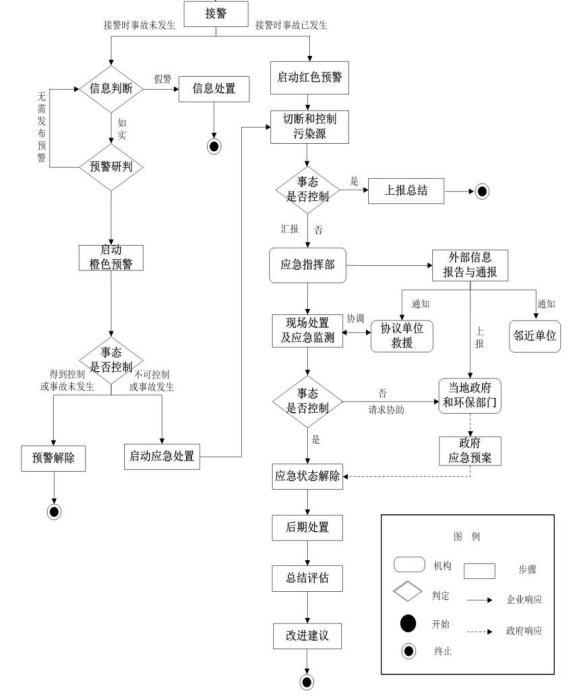 接警
接警时事故未发生
接警时事故已发生
信息判断
假警
信息处置
启动红色预警
无需发布预警
如实
切断和控制
污染源
预警研判
事态
是否控制
是
上报总结
汇报
否
启动
橙色预警
应急指挥部
外部信息
报告与通报
通知
通知
现场处置
及应急监测
协调
协议单位
救援
邻近单位
上报
事态
是否控制
得到控制
或事故未发生
不可控制
或事故发生
事态
是否控制
否
请求协助
当地政府
和环保部门
是
预警解除
启动应急处置
政府
应急预案
应急状态解除
后期处置
总结评估
改进建议
图 例
机构
步骤
判定
企业响应
开始
政府响应
终止